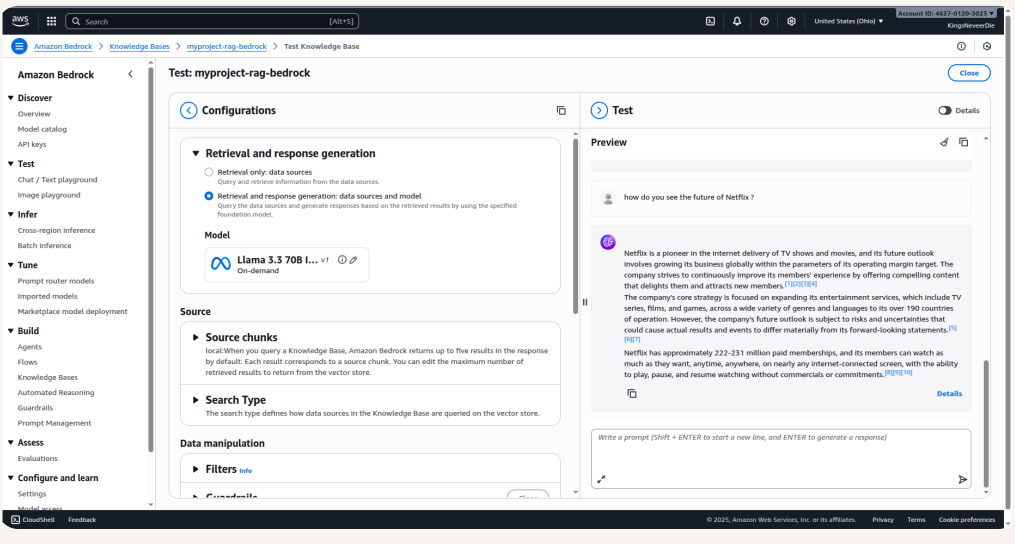 aws
Search
[Alt+S]
United States (Ohio) ▼
Account ID: 4637-0120-3023 ▼
KingsNeveerDie
Amazon Bedrock > Knowledge Bases > myproject-rag-bedrock > Test Knowledge Base
Amazon Bedrock
Discover
Overview
Model catalog
API keys
Test
Chat / Text playground
Image playground
Infer
Cross-region inference
Batch inference
Tune
Prompt router models
Imported models
Marketplace model deployment
Build
Agents
Flows
Knowledge Bases
Automated Reasoning
Guardrails
Prompt Management
Assess
Evaluations
Configure and learn
Settings
Model access
Test: myproject-rag-bedrock
Close
Configurations
Retrieval and response generation
Retrieval only: data sources
Query and retrieve information from the data sources.
Retrieval and response generation: data sources and model
Query the data sources and generate responses based on the retrieved results by using the specified
foundation model.
Model
Llama 3.3 70B I... v1
On-demand
Source
Source chunks
local:When you query a Knowledge Base, Amazon Bedrock returns up to five results in the response
by default. Each result corresponds to a source chunk. You can edit the maximum number of
retrieved results to return from the vector store.
Search Type
The search type defines how data sources in the Knowledge Base are queried on the vector store.
Data manipulation
Filters Info
Guardrails
Test
Details
Preview
how do you see the future of Netflix ?
Netflix is a pioneer in the internet delivery of TV shows and movies, and its future outlook
involves growing its business globally within the parameters of its operating margin target. The
company strives to continuously improve its members' experience by offering compelling content
that delights them and attracts new members.[1][2][3][4]
The company's core strategy is focused on expanding its entertainment services, which include TV
series, films, and games, across a wide variety of genres and languages to its over 190 countries
of operation. However, the company's future outlook is subject to risks and uncertainties that
could cause actual results and events to differ materially from its forward-looking statements.[5]
[6][7]
Netflix has approximately 222-231 million paid memberships, and its members can watch as
much as they want, anytime, anywhere, on nearly any internet-connected screen, with the ability
to play, pause, and resume watching without commercials or commitments.[8][9][10]
Details
Write a prompt (Shift + ENTER to start a new line, and ENTER to generate a response)
CloudShell
Feedback
© 2025, Amazon Web Services, Inc. or its affiliates.
Privacy
Terms
Cookie preferences